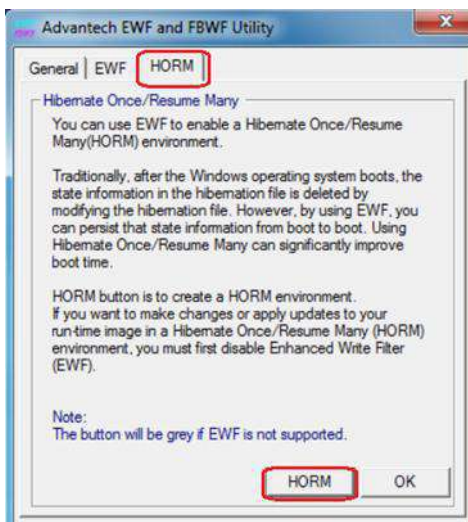 Advantech EWF and FBWF Utility
General EWF HORM
Hibernate Once/Resume Many
You can use EWF to enable a Hibernate Once/Resume
Many(HORM) environment.
Traditionally, after the Windows operating system boots, the
state information in the hibernation file is deleted by
modifying the hibernation file. However, by using EWF, you
can persist that state information from boot to boot. Using
Hibernate Once/Resume Many can significantly improve
boot time.
HORM button is to create a HORM environment.
If you want to make changes or apply updates to your
run-time image in a Hibernate Once/Resume Many (HORM)
environment, you must first disable Enhanced Write Filter
(EWF).
Note:
The button will be grey if EWF is not supported.
HORM OK